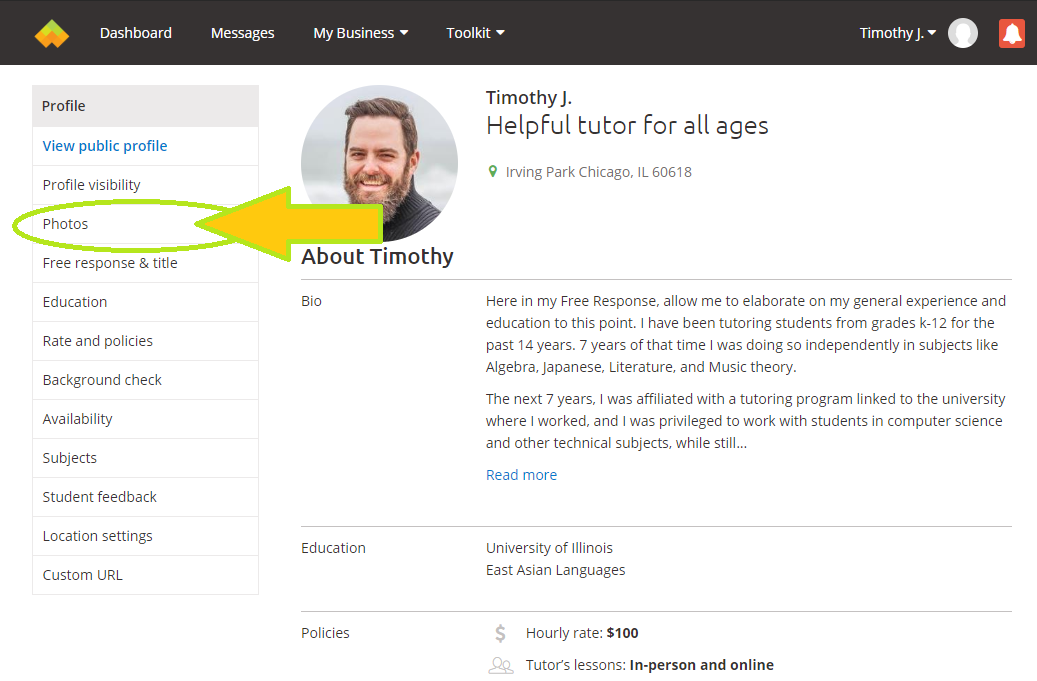 Dashboard
Messages
My Business
Toolkit
Timothy J.
Profile
View public profile
Profile visibility
Photos
Free response & title
Education
Rate and policies
Background check
Availability
Subjects
Student feedback
Location settings
Custom URL
Timothy J.
Helpful tutor for all ages
Irving Park Chicago, IL 60618
About Timothy
Bio
Here in my Free Response, allow me to elaborate on my general experience and
education to this point. I have been tutoring students from grades k-12 for the
past 14 years. 7 years of that time I was doing so independently in subjects like
Algebra, Japanese, Literature, and Music theory.
The next 7 years, I was affiliated with a tutoring program linked to the university
where I worked, and I was privileged to work with students in computer science
and other technical subjects, while still...
Read more
Education
University of Illinois
East Asian Languages
Policies
$ Hourly rate: $100
Tutor’s lessons: In-person and online